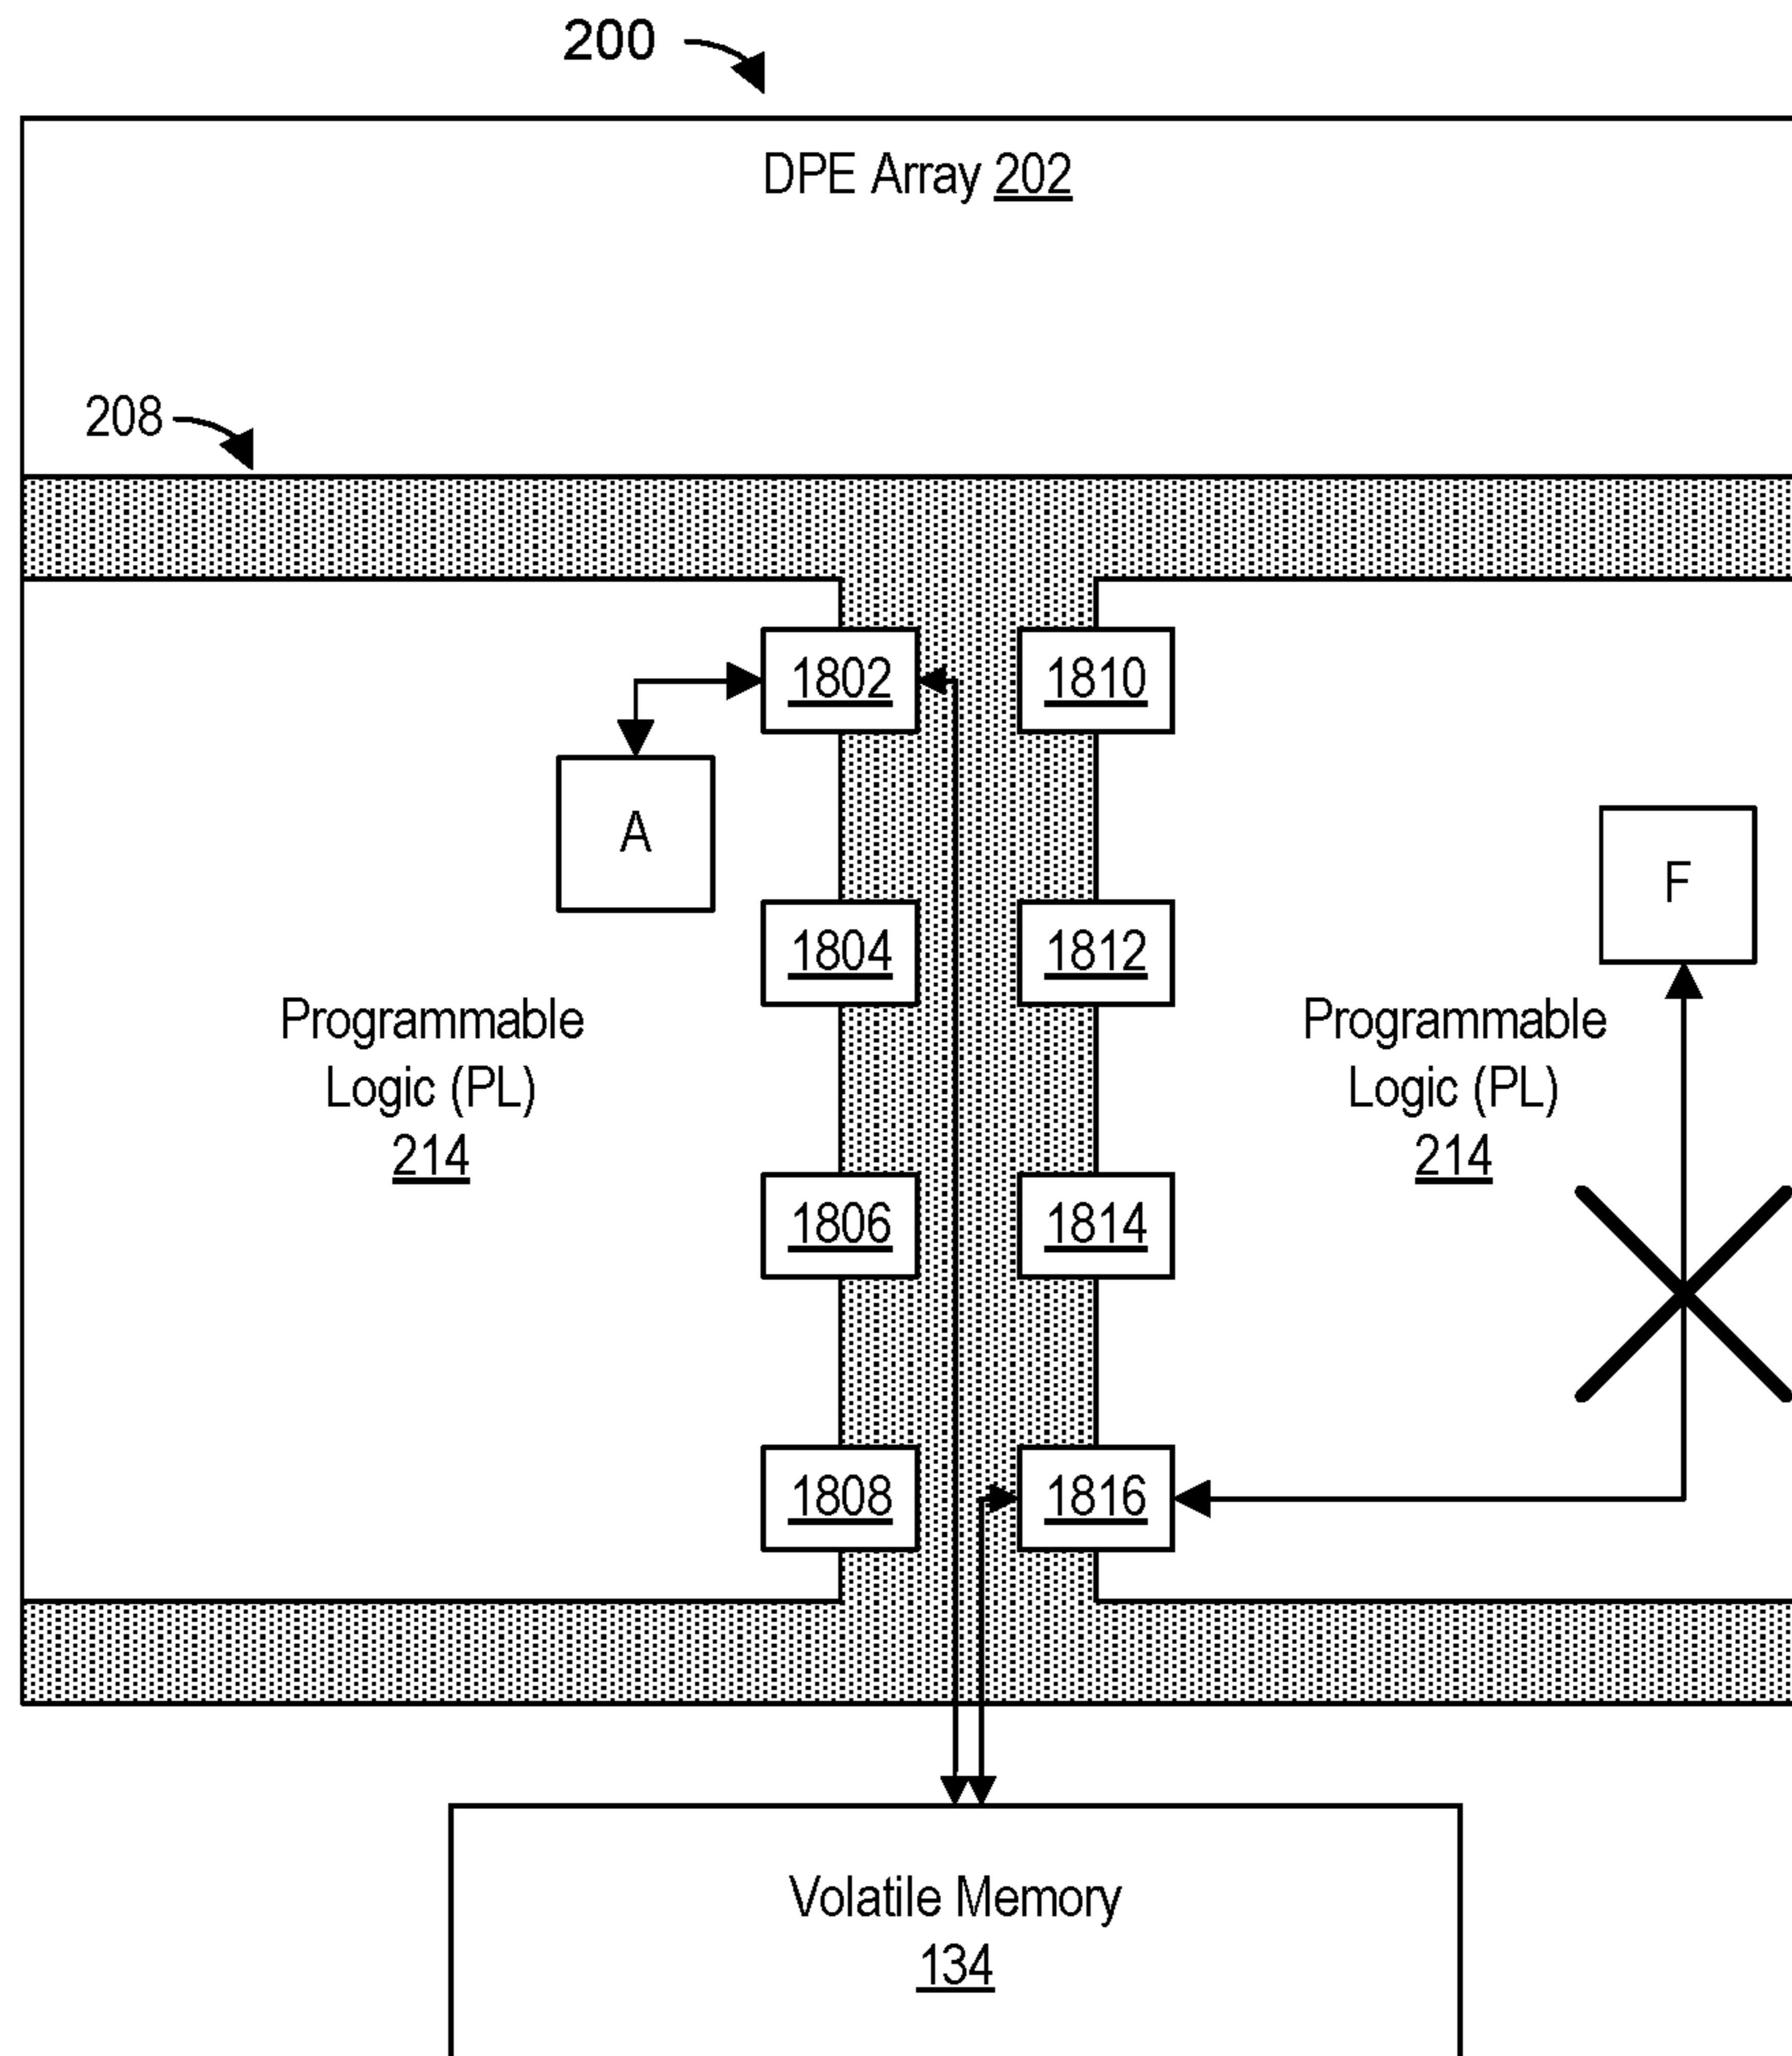 200
DPE Array 202
208
1802
1810
A
F
1804
1812
Programmable
Logic (PL)
214
Programmable
Logic (PL)
214
1806
1814
1808
1816
Volatile Memory
134